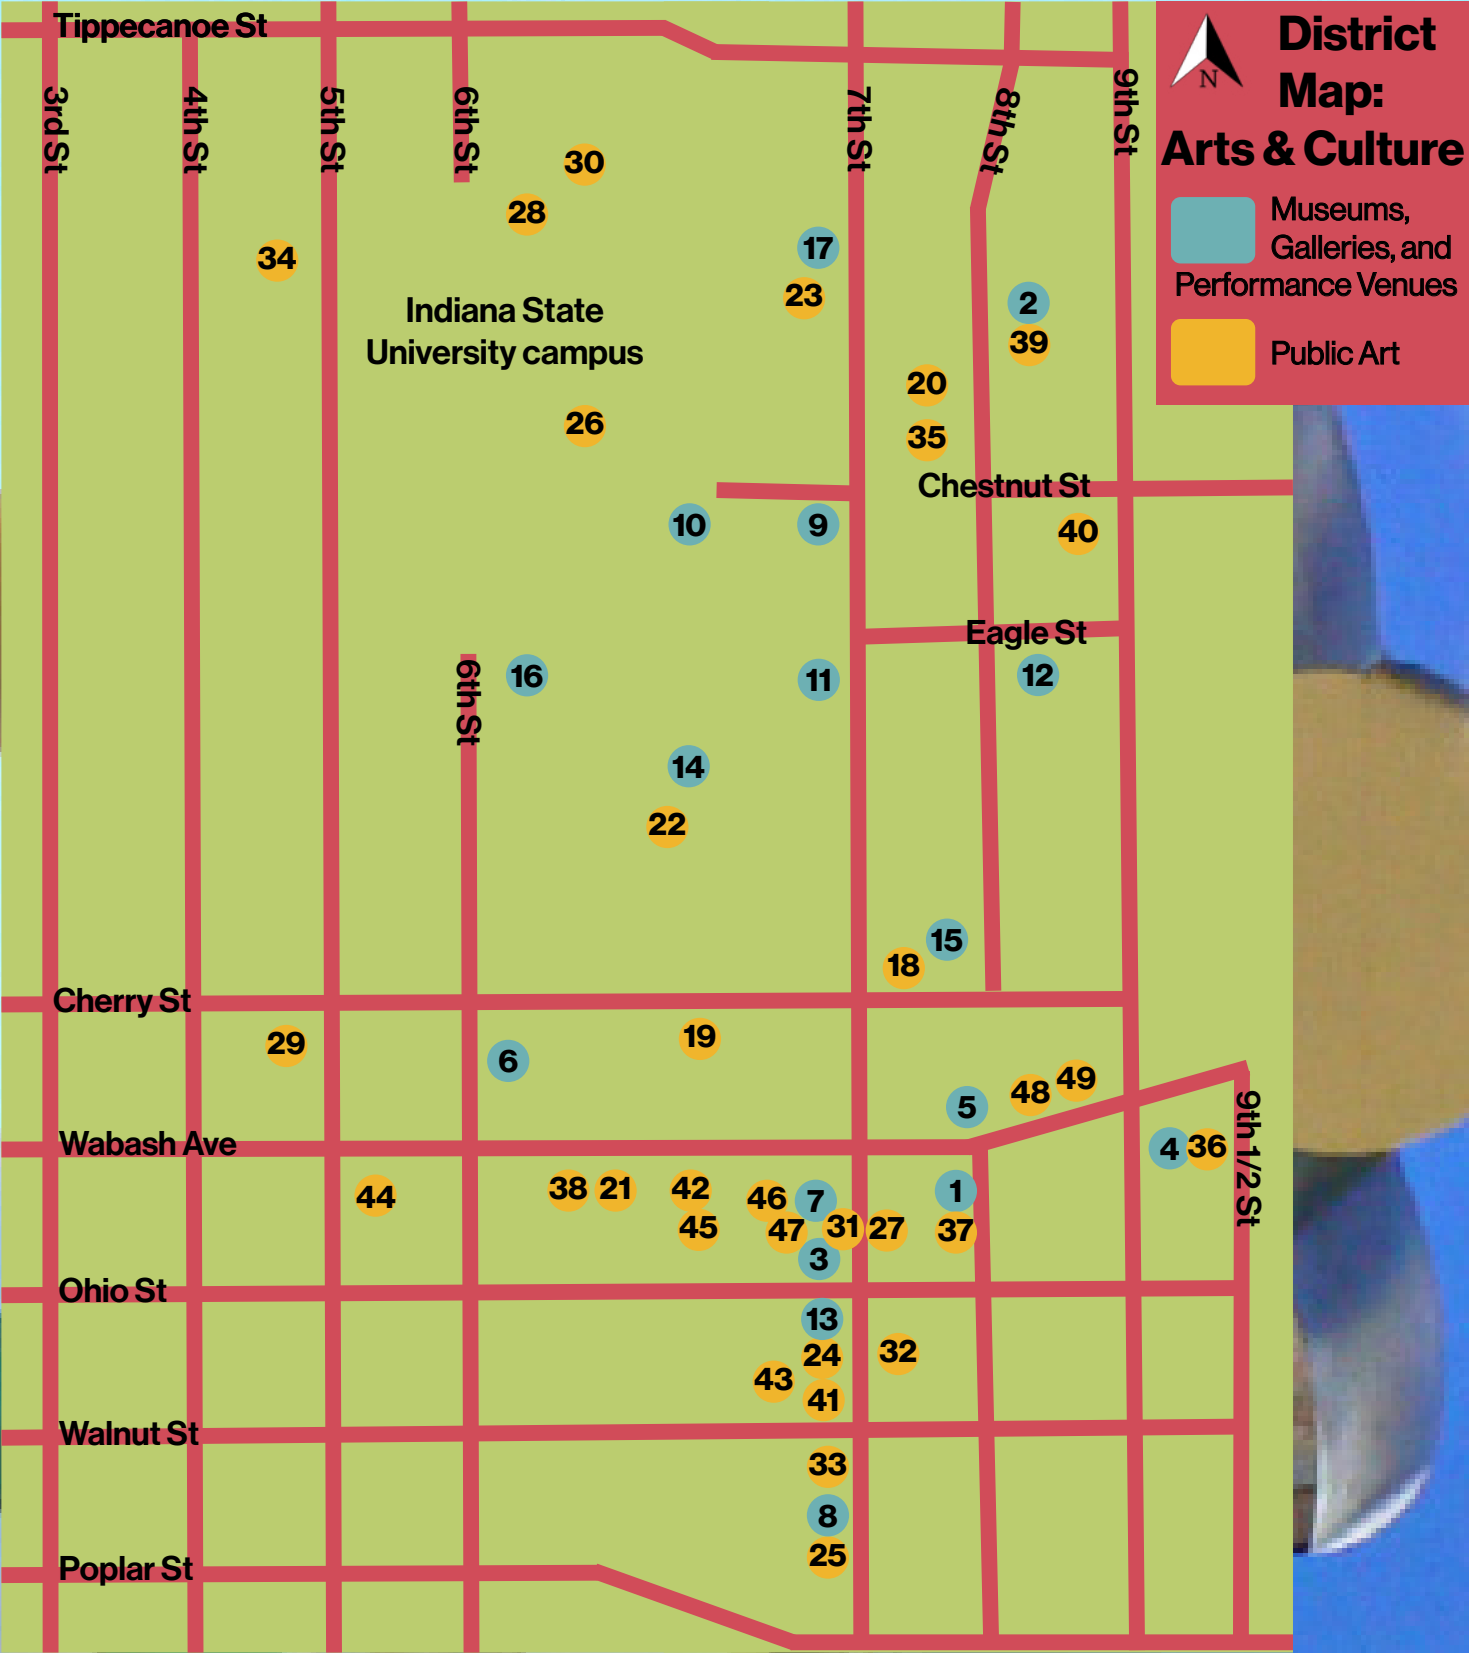 Tippecanoe St
3rd St
4th St
5th St
6th St
7th St
8th St
9th St
N
District
Map:
Arts & Culture
Museums,
Galleries, and
Performance Venues
Public Art
30
28
34
17
23
2
39
Indiana State
University campus
20
26
35
Chestnut St
10
9
40
Eagle St
6th St
16
11
12
14
22
15
18
Cherry St
29
6
19
5
48
49
Wabash Ave
4
36
9th 1/2 St
44
38
21
42
45
46
7
47
31
27
1
37
3
Ohio St
13
24
32
43
41
Walnut St
33
8
25
Poplar St